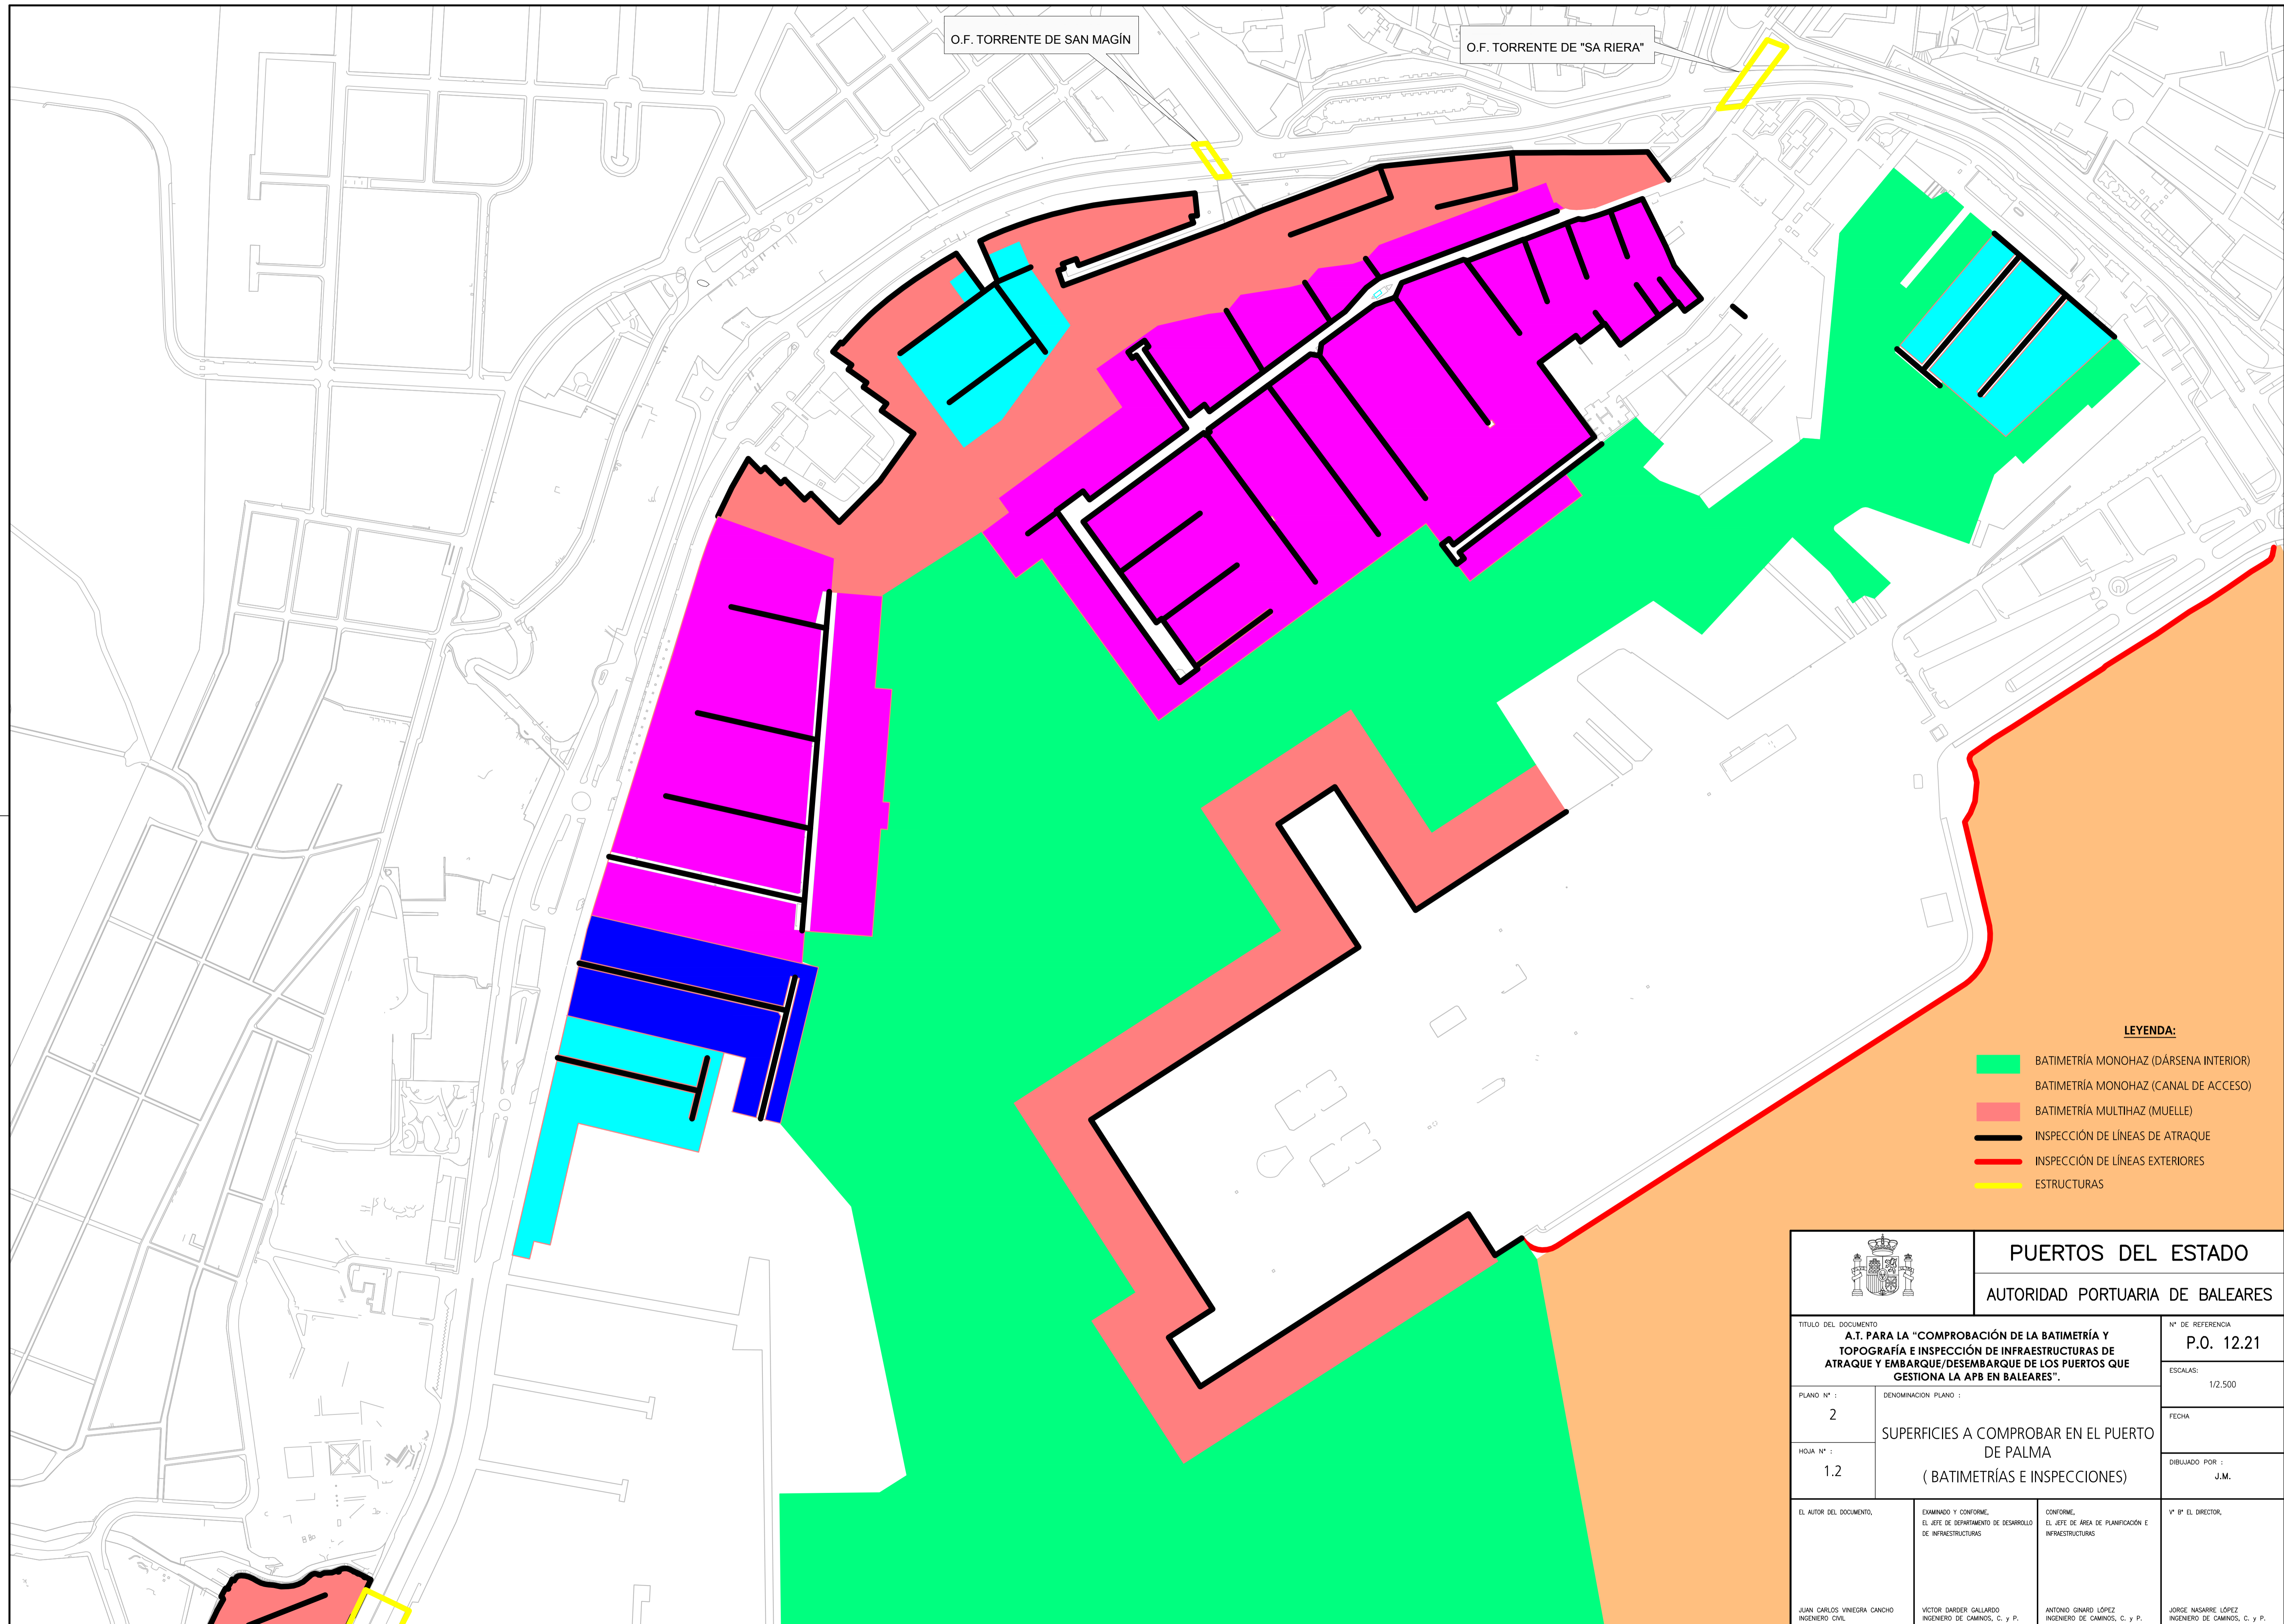 O.F. TORRENTE DE SAN MAGÍN
O.F. TORRENTE DE "SA RIERA"
LEYENDA:
BATIMETRÍA MONOHAZ (DÁRSENA INTERIOR)
BATIMETRÍA MONOHAZ (CANAL DE ACCESO)
BATIMETRÍA MULTIHAZ (MUELLE)
INSPECCIÓN DE LÍNEAS DE ATRAQUE
INSPECCIÓN DE LÍNEAS EXTERIORES
ESTRUCTURAS
PUERTOS DEL ESTADO
AUTORIDAD PORTUARIA DE BALEARES
TITULO DEL DOCUMENTO
A.T. PARA LA "COMPROBACIÓN DE LA BATIMETRÍA Y
TOPOGRAFÍA E INSPECCIÓN DE INFRAESTRUCTURAS DE
ATRAQUE Y EMBARQUE/DESEMBARQUE DE LOS PUERTOS QUE
GESTIONA LA APB EN BALEARES".
Nº DE REFERENCIA
P.O. 12.21
ESCALAS:
1/2.500
PLANO Nº :
2
DENOMINACION PLANO :
SUPERFICIES A COMPROBAR EN EL PUERTO
DE PALMA
( BATIMETRÍAS E INSPECCIONES)
FECHA
HOJA Nº :
1.2
DIBUJADO POR :
J.M.
EL AUTOR DEL DOCUMENTO,
EXAMINADO Y CONFORME,
EL JEFE DE DEPARTAMENTO DE DESARROLLO
DE INFRAESTRUCTURAS
CONFORME,
EL JEFE DE ÁREA DE PLANIFICACIÓN E
INFRAESTRUCTURAS
Vº Bº EL DIRECTOR,
JUAN CARLOS VINIEGRA CANCHO
INGENIERO CIVIL
VÍCTOR DARDER GALLARDO
INGENIERO DE CAMINOS, C. y P.
ANTONIO GINARD LÓPEZ
INGENIERO DE CAMINOS, C. y P.
JORGE NASARRE LÓPEZ
INGENIERO DE CAMINOS, C. y P.